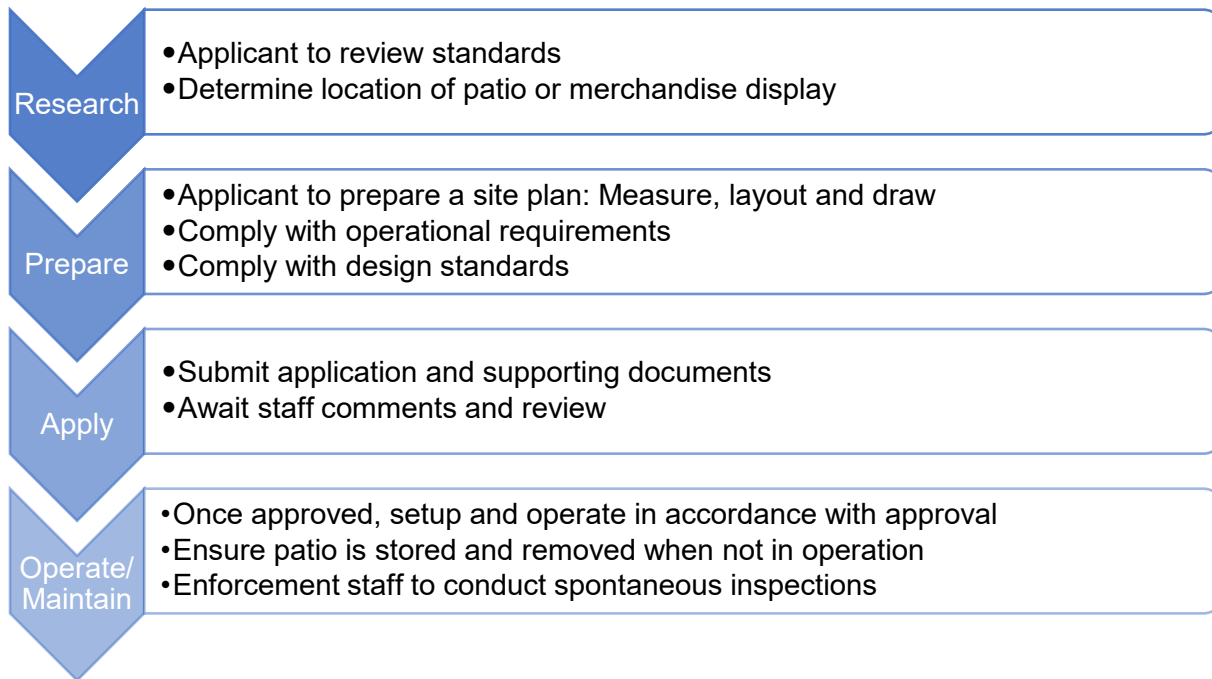 Research
•Applicant to review standards
•Determine location of patio or merchandise display
Prepare
•Applicant to prepare a site plan: Measure, layout and draw
•Comply with operational requirements
•Comply with design standards
Apply
•Submit application and supporting documents
•Await staff comments and review
Operate/
Maintain
•Once approved, setup and operate in accordance with approval
•Ensure patio is stored and removed when not in operation
•Enforcement staff to conduct spontaneous inspections